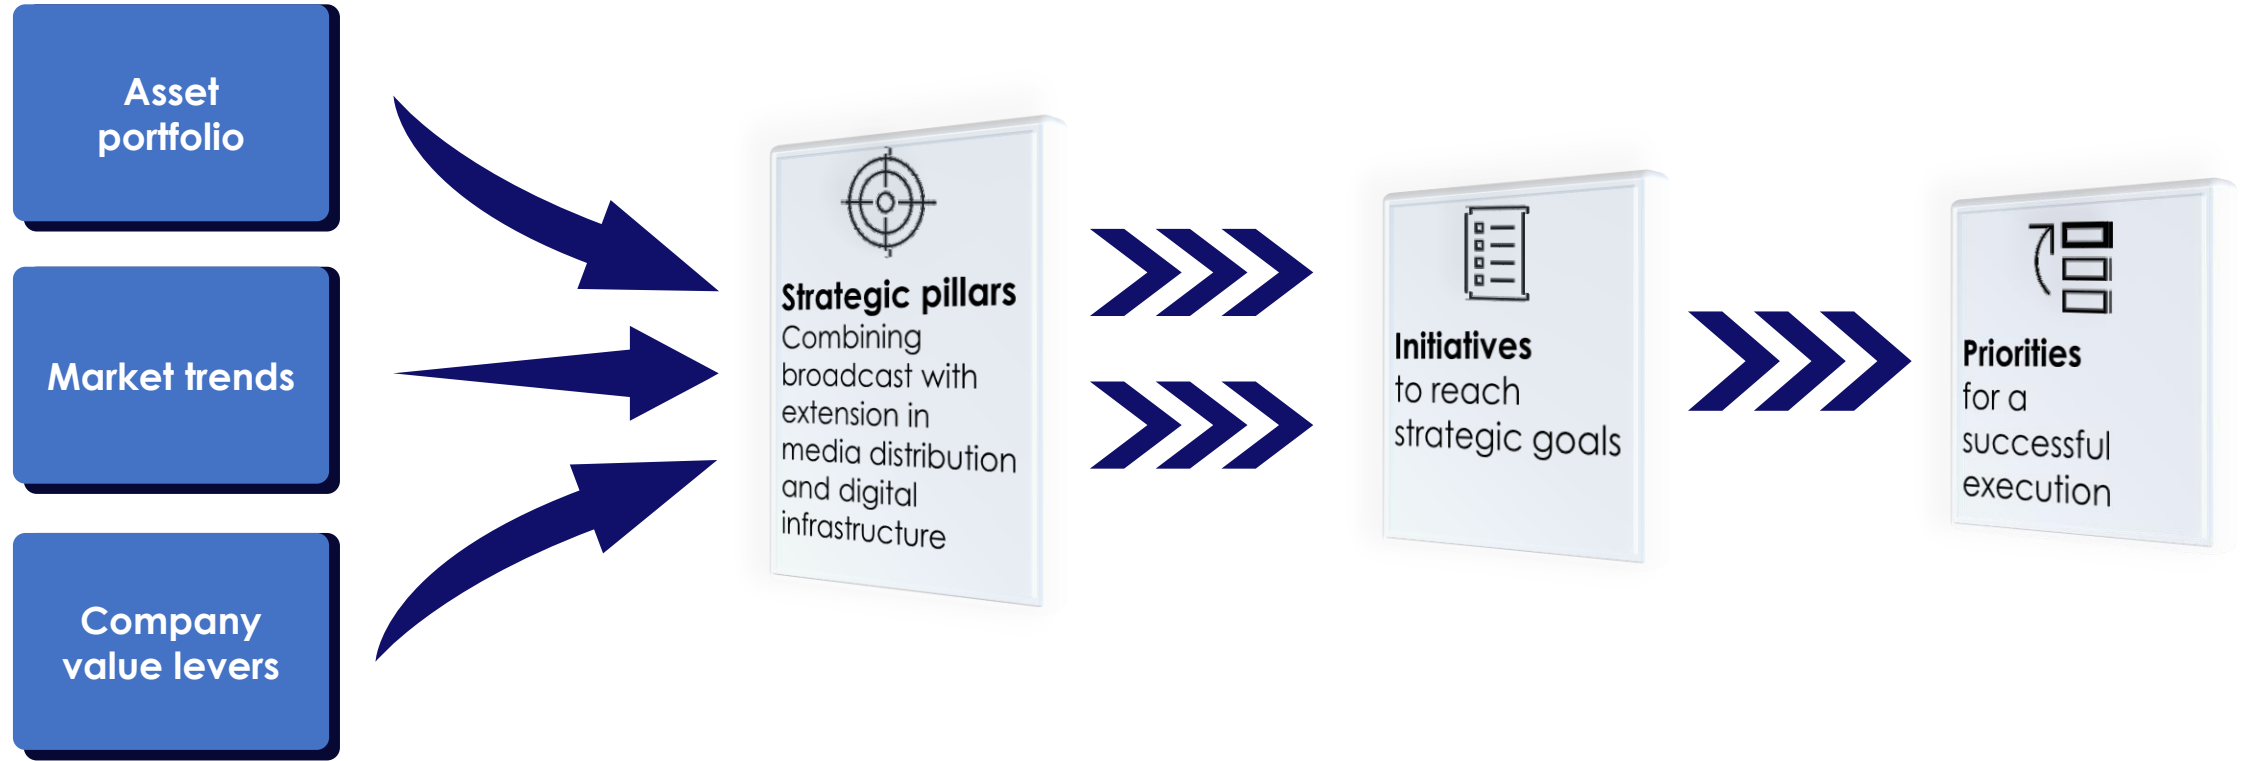 Asset
portfolio
Market trends
Company
value levers
Strategic pillars
Combining
broadcast with
extension in
media distribution
and digital
infrastructure
Initiatives
to reach
strategic goals
Priorities
for a
successful
execution